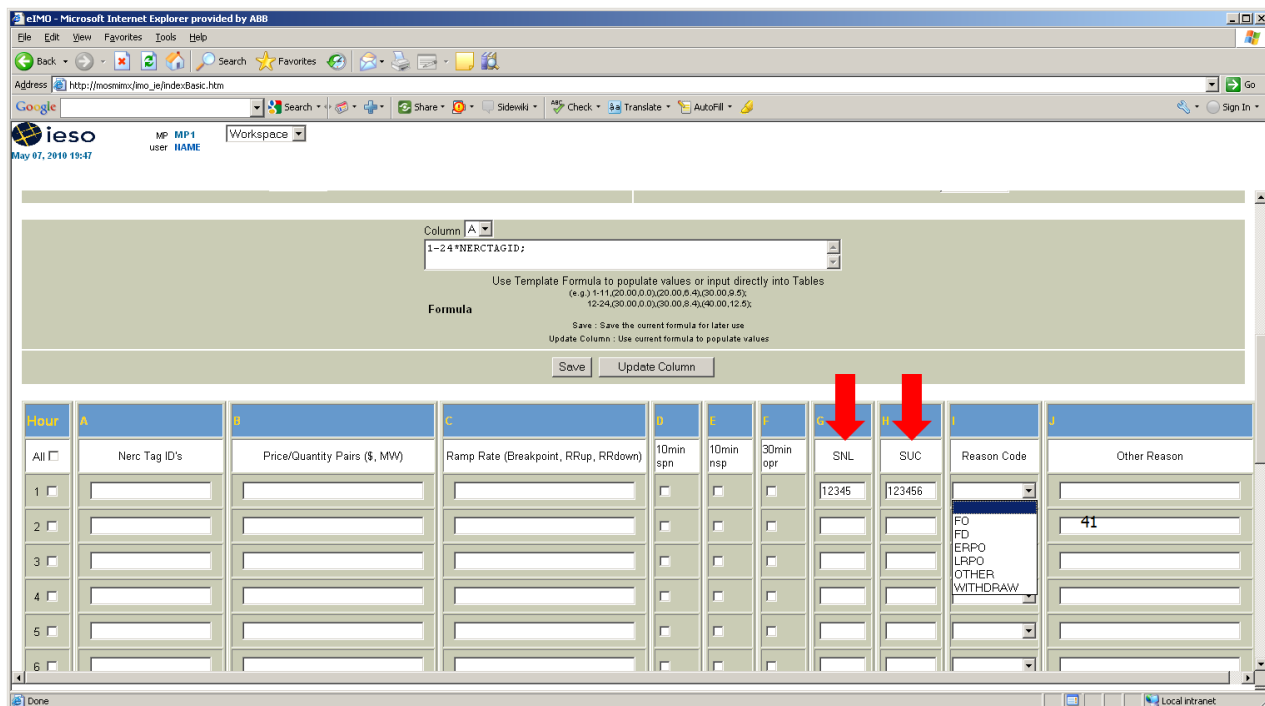 eIMO - Microsoft Internet Explorer provided by ABB
File Edit View Favorites Tools Help
Back Search Favorites
Address http://mosmimx/imo_ie/indexBasic.htm Go
Google Search Share Sidewiki ABC Check Translate AutoFill Sign In
ieso MP MP1 Workspace
user NAME
May 07, 2010 19:47
Column A
1-24*NERCTAGID;
Use Template Formula to populate values or input directly into Tables
(e.g.) 1-11,(20.00,0.0),(20.00,6.4),(30.00,9.5);
12-24,(30.00,0.0),(30.00,8.4),(40.00,12.5);
Formula
Save : Save the current formula for later use
Update Column : Use current formula to populate values
Save Update Column
Hour A B C D E F G H I J
All Nerc Tag ID's Price/Quantity Pairs ($, MW) Ramp Rate (Breakpoint, RRup, RRdown) 10min spn 10min nsp 30min opr SNL SUC Reason Code Other Reason
1 12345 123456
2 41
FO
FD
ERPO
LRPO
OTHER
WITHDRAW
3
4
5
6
Done Local intranet